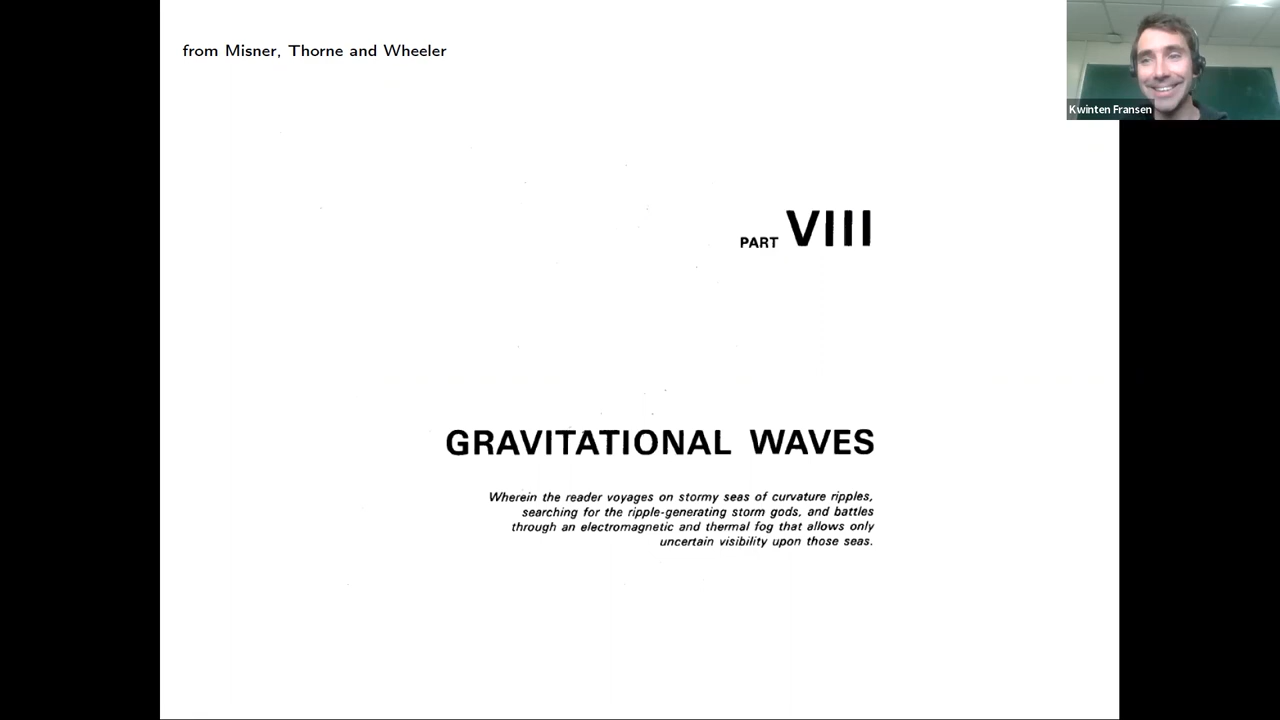 from Misner, Thorne and Wheeler
Kwinten Fransen
PART VIII
GRAVITATIONAL WAVES
Wherein the reader voyages on stormy seas of curvature ripples,
searching for the ripple-generating storm gods, and battles
through an electromagnetic and thermal fog that allows only
uncertain visibility upon those seas.